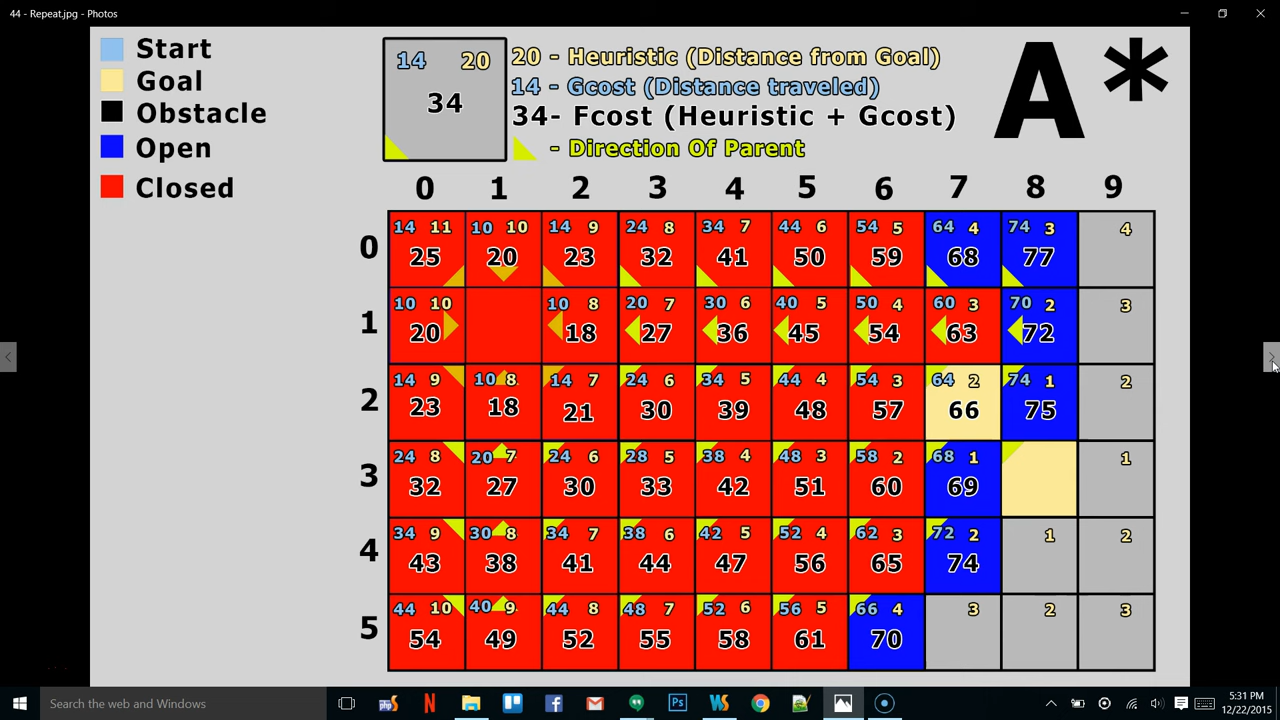 44 - Repeat.jpg - Photos
Start
Goal
Obstacle
Open
Closed
14 20
34
20 - Heuristic (Distance from Goal)
14 - Gcost (Distance traveled)
34- Fcost (Heuristic + Gcost)
- Direction Of Parent
A*
0 1 2 3 4 5 6 7 8 9
0
14 11 10 10 14 9 24 8 34 7 44 6 54 5 64 4 74 3 4
25 20 23 32 41 50 59 68 77
1
10 10 10 8 20 7 30 6 40 5 50 4 60 3 70 2 3
20 18 27 36 45 54 63 72
2
14 9 10 8 14 7 24 6 34 5 44 4 54 3 64 2 74 1 2
23 18 21 30 39 48 57 66 75
3
24 8 20 7 24 6 28 5 38 4 48 3 58 2 68 1 1
32 27 30 33 42 51 60 69
4
34 9 30 8 34 7 38 6 42 5 52 4 62 3 72 2 1 2
43 38 41 44 47 56 65 74
5
44 10 40 9 44 8 48 7 52 6 56 5 66 4 3 2 3
54 49 52 55 58 61 70
Search the web and Windows
5:31 PM
12/22/2015